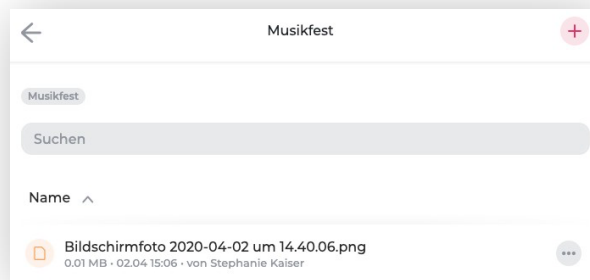 Musikfest
Musikfest
Suchen
Name
Bildschirmfoto 2020-04-02 um 14.40.06.png
0.01 MB · 02.04 15:06 · von Stephanie Kaiser